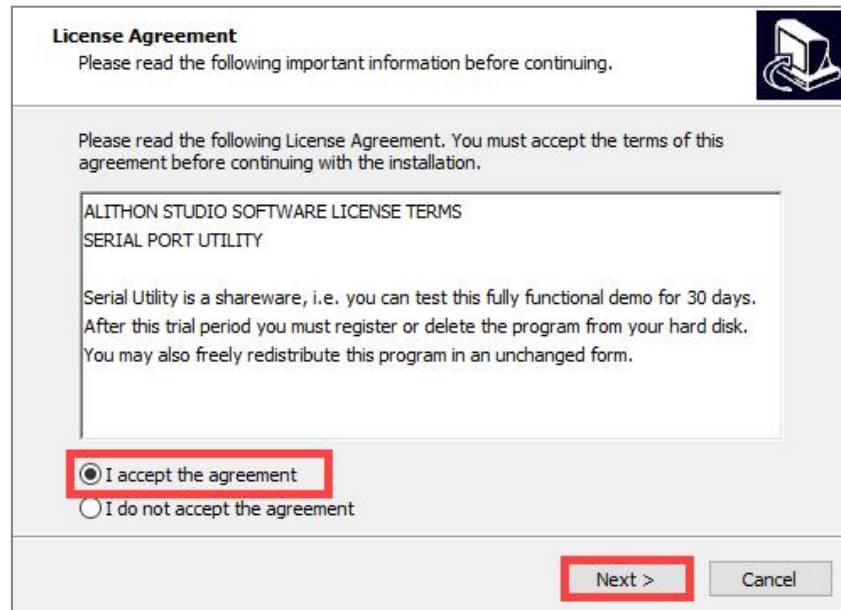 License Agreement
Please read the following important information before continuing.
Please read the following License Agreement. You must accept the terms of this
agreement before continuing with the installation.
ALITHON STUDIO SOFTWARE LICENSE TERMS
SERIAL PORT UTILITY
Serial Utility is a shareware, i.e. you can test this fully functional demo for 30 days.
After this trial period you must register or delete the program from your hard disk.
You may also freely redistribute this program in an unchanged form.
I accept the agreement
I do not accept the agreement
Next >
Cancel